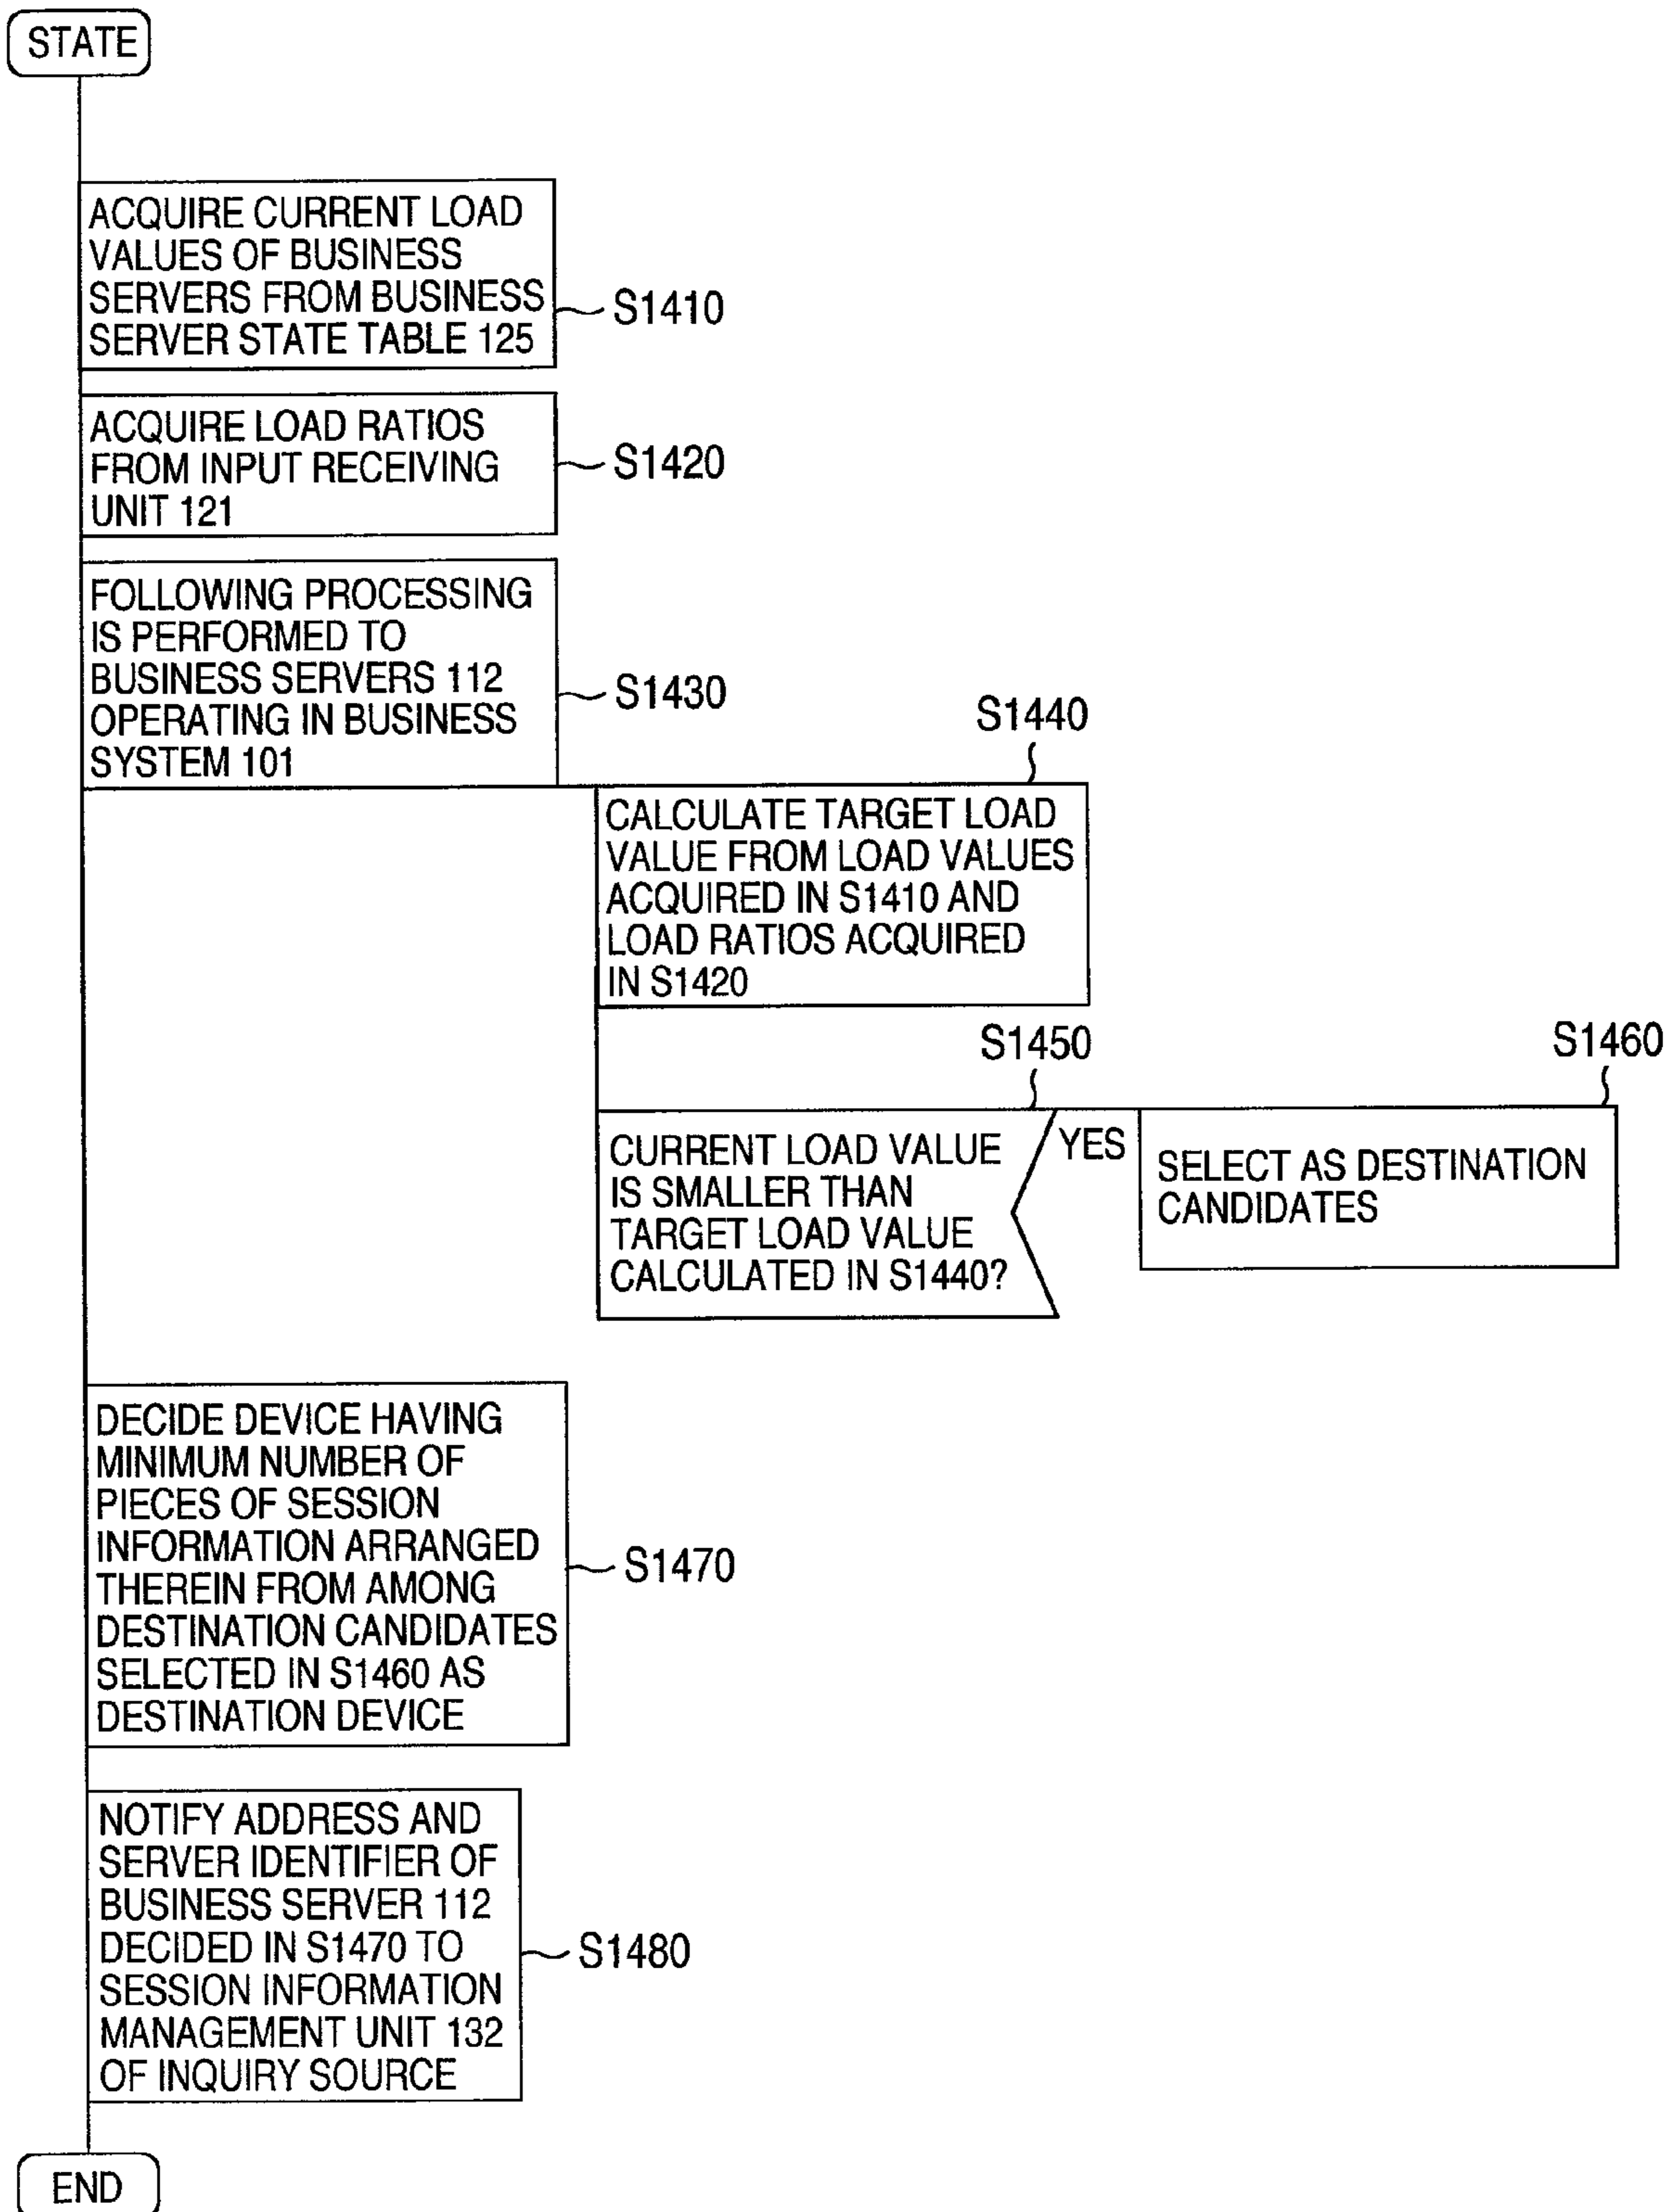 STATE
ACQUIRE CURRENT LOAD
VALUES OF BUSINESS
SERVERS FROM BUSINESS
SERVER STATE TABLE 125
S1410
ACQUIRE LOAD RATIOS
FROM INPUT RECEIVING
UNIT 121
S1420
FOLLOWING PROCESSING
IS PERFORMED TO
BUSINESS SERVERS 112
OPERATING IN BUSINESS
SYSTEM 101
S1430
S1440
CALCULATE TARGET LOAD
VALUE FROM LOAD VALUES
ACQUIRED IN S1410 AND
LOAD RATIOS ACQUIRED
IN S1420
S1450
CURRENT LOAD VALUE
IS SMALLER THAN
TARGET LOAD VALUE
CALCULATED IN S1440?
YES
S1460
SELECT AS DESTINATION
CANDIDATES
DECIDE DEVICE HAVING
MINIMUM NUMBER OF
PIECES OF SESSION
INFORMATION ARRANGED
THEREIN FROM AMONG
DESTINATION CANDIDATES
SELECTED IN S1460 AS
DESTINATION DEVICE
S1470
NOTIFY ADDRESS AND
SERVER IDENTIFIER OF
BUSINESS SERVER 112
DECIDED IN S1470 TO
SESSION INFORMATION
MANAGEMENT UNIT 132
OF INQUIRY SOURCE
S1480
END